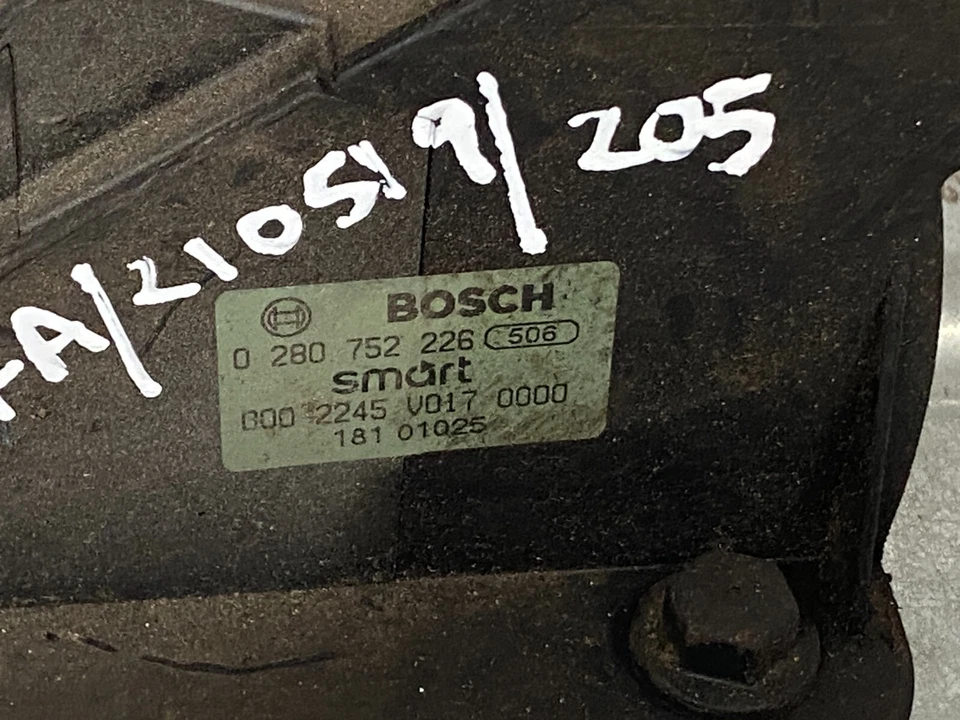 A/210519/205
BOSCH
0 280 752 226 506
smart
000 2245 V017 0000
181 01025